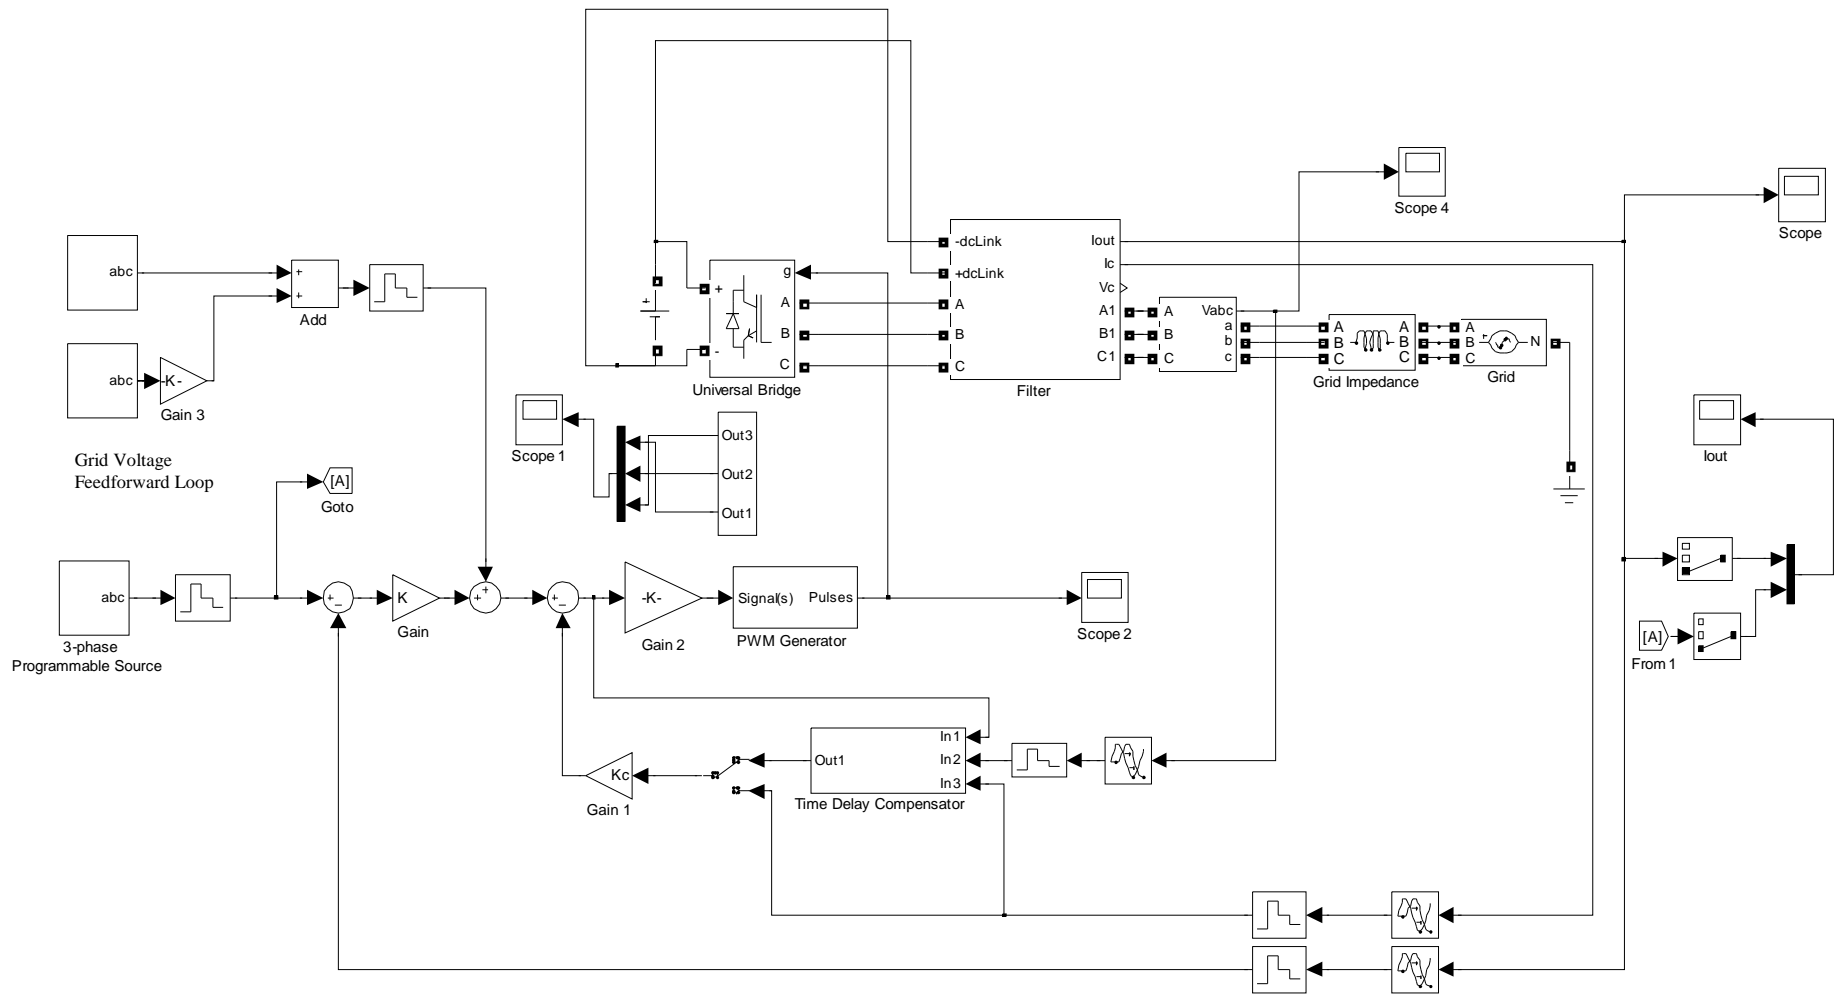 Scope 4
Scope
-dcLink
Iout
+dcLink
Ic
Vc
A
A1
B
B1
C
C1
Filter
A
Vabc
B
a
b
C
c
A
A
B
B
C
C
Grid Impedance
A
B
N
C
Grid
abc
+
+
Add
abc
-K-
Gain 3
+
+
-
g
A
B
C
Universal Bridge
Grid Voltage
Feedforward Loop
[A]
Goto
Scope 1
Out3
Out2
Out1
Iout
abc
3-phase
Programmable Source
+
_
K
Gain
+
+
+
_
-K-
Gain 2
Signal(s)
Pulses
PWM Generator
Scope 2
[A]
From 1
Kc
Gain 1
Out1
In1
In2
In3
Time Delay Compensator